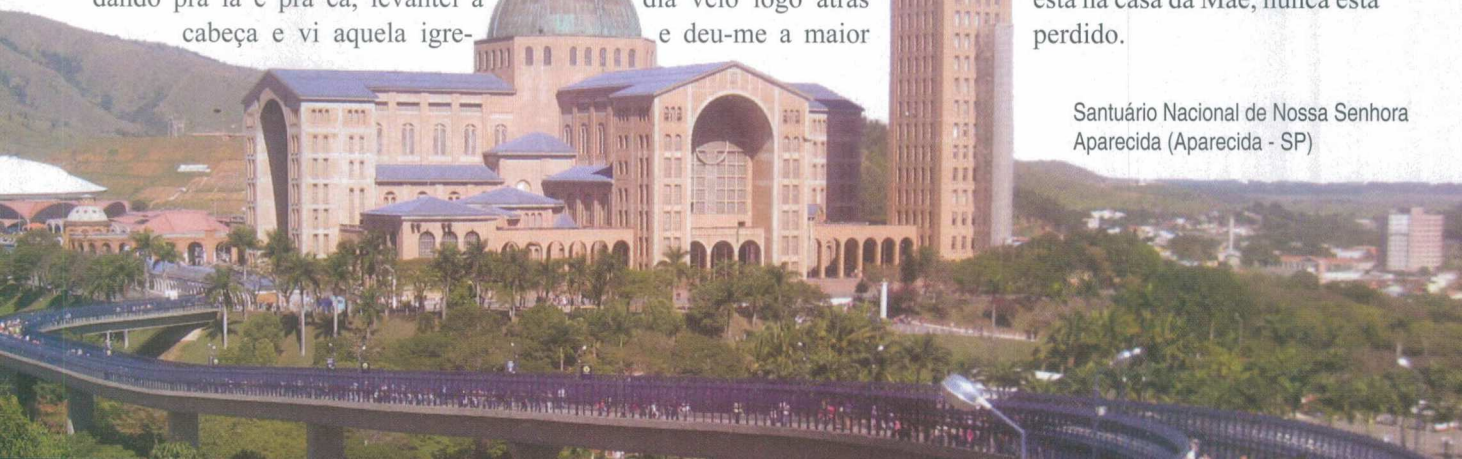 dando pra lá e pra cá, levantei a
cabeça e vi aquela igre-
dia veio logo atrás
e deu-me a maior
está na casa da Mãe, nunca está
perdido.
Santuário Nacional de Nossa Senhora
Aparecida (Aparecida - SP)